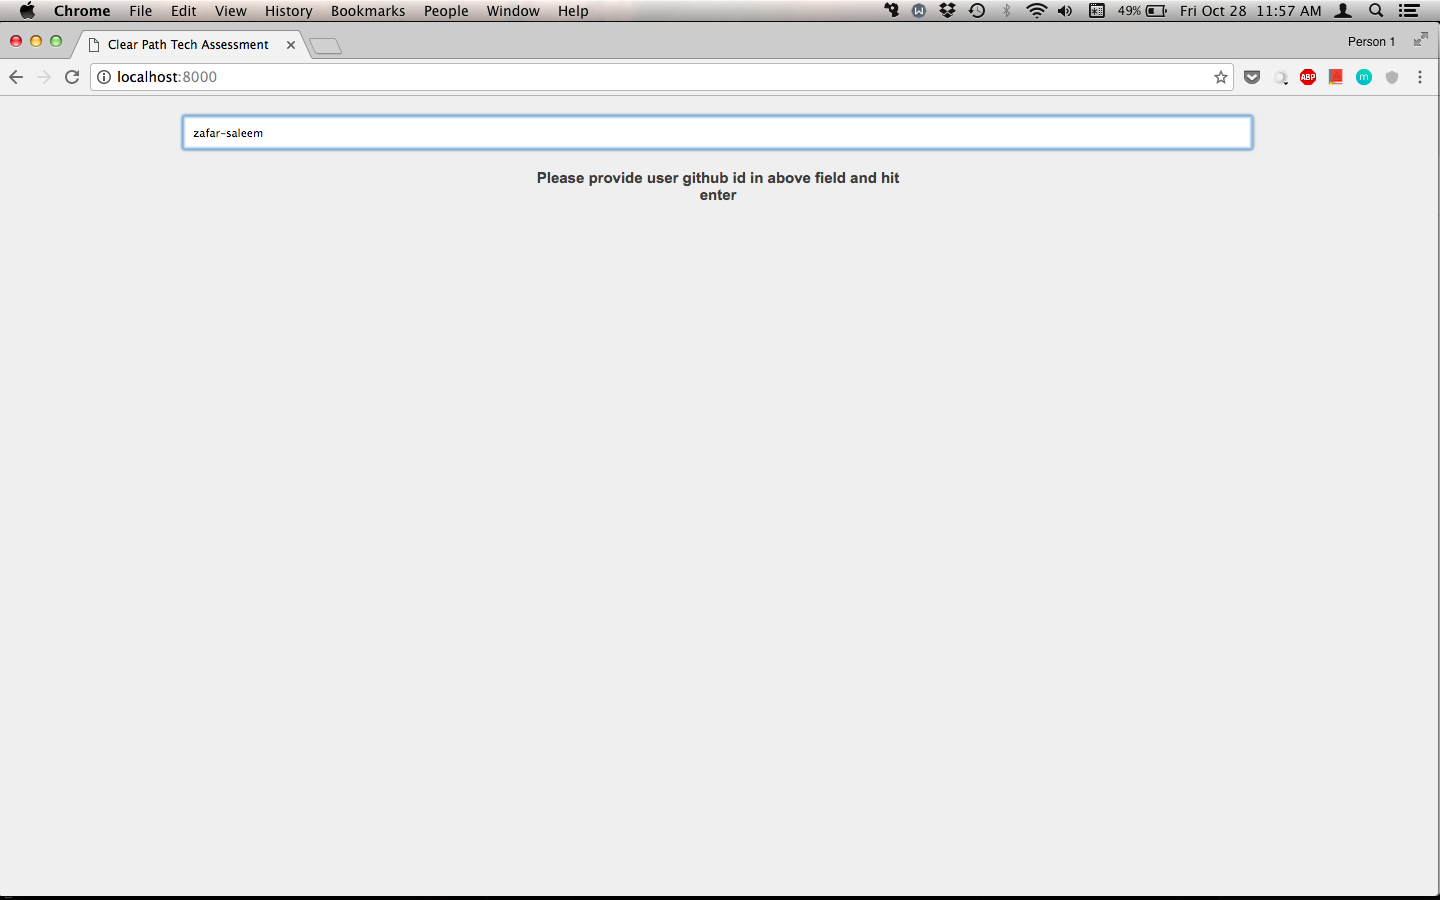 Chrome File Edit View History Bookmarks People Window Help 49% Fri Oct 28 11:57 AM
Clear Path Tech Assessment Person 1
localhost:8000 ABP m
zafar-saleem
Please provide user github id in above field and hit
enter